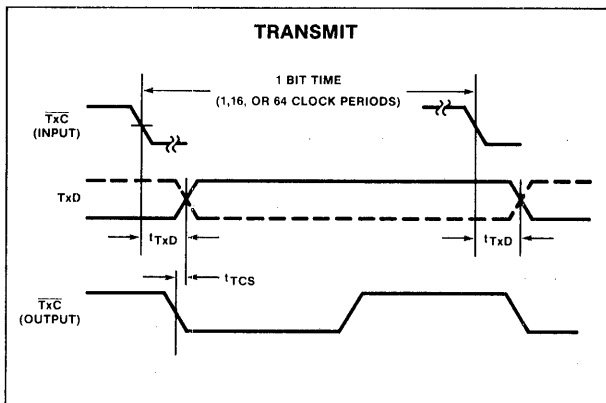 TRANSMIT
1 BIT TIME
(1,16, OR 64 CLOCK PERIODS)
TxC
(INPUT)
TxD
tTxD
tTxD
tTCS
TxC
(OUTPUT)